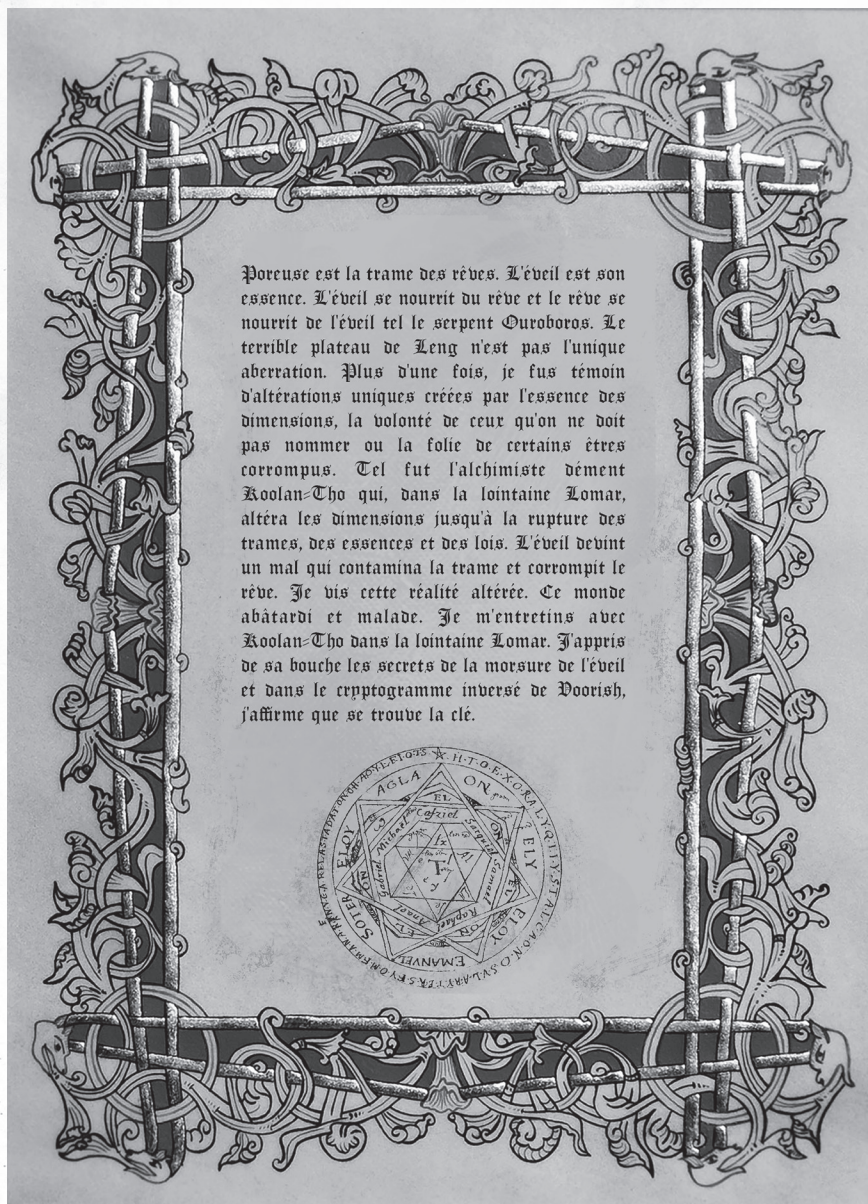 Poreuse est la trame des rêves. L'éveil est son
essence. L'éveil se nourrit du rêve et le rêve se
nourrit de l'éveil tel le serpent Ouroboros. Le
terrible plateau de Leng n'est pas l'unique
aberration. Plus d'une fois, je fus témoin
d'altérations uniques créées par l'essence des
dimensions, la volonté de ceux qu'on ne doit
pas nommer ou la folie de certains êtres
corrompus. Tel fut l'alchimiste dément
Koolan-Tho qui, dans la lointaine Lomar,
altéra les dimensions jusqu'à la rupture des
trames, des essences et des lois. L'éveil devint
un mal qui contamina la trame et corrompit le
rêve. Je vis cette réalité altérée. Ce monde
abâtardi et malade. Je m'entretins avec
Koolan-Tho dans la lointaine Lomar. J'appris
de sa bouche les secrets de la morsure de l'éveil
et dans le cryptogramme inversé de Voorish,
j'affirme que se trouve la clé.
AGLA
ON
ELY
ELOY
EMANVEL
SOTER
ELOY
EL
ON
EL
ON
EL
ON
Cafziel
Satquiel
Samael
Raphael
Anael
Gabriel
Michael